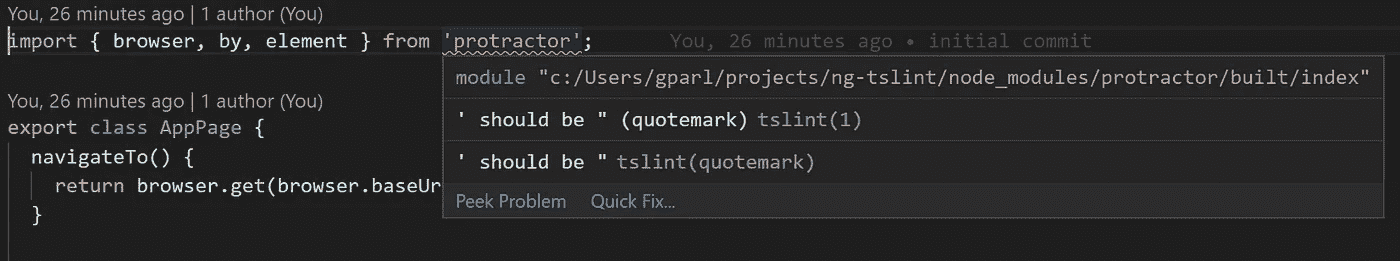 You, 26 minutes ago | 1 author (You)
import { browser, by, element } from 'protractor'; You, 26 minutes ago • initial commit
module "c:/Users/gparl/projects/ng-tslint/node_modules/protractor/built/index"
' should be " (quotemark) tslint(1)
' should be " tslint(quotemark)
Peek Problem Quick Fix...
You, 26 minutes ago | 1 author (You)
export class AppPage {
navigateTo() {
return browser.get(browser.baseUr
}